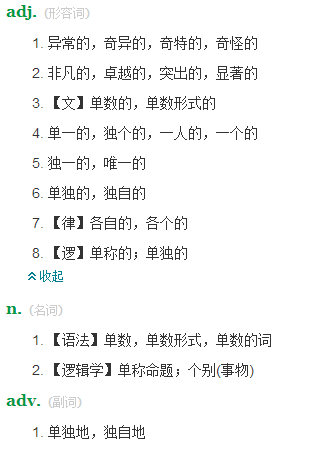 adj. (形容词)
1. 异常的，奇异的，奇特的，奇怪的
2. 非凡的，卓越的，突出的，显著的
3. 【文】单数的，单数形式的
4. 单一的，独个的，一人的，一个的
5. 独一的，唯一的
6. 单独的，独自的
7. 【律】各自的，各个的
8. 【逻】单称的；单独的
收起
n. (名词)
1. 【语法】单数，单数形式，单数的词
2. 【逻辑学】单称命题；个别(事物)
adv. (副词)
1. 单独地，独自地